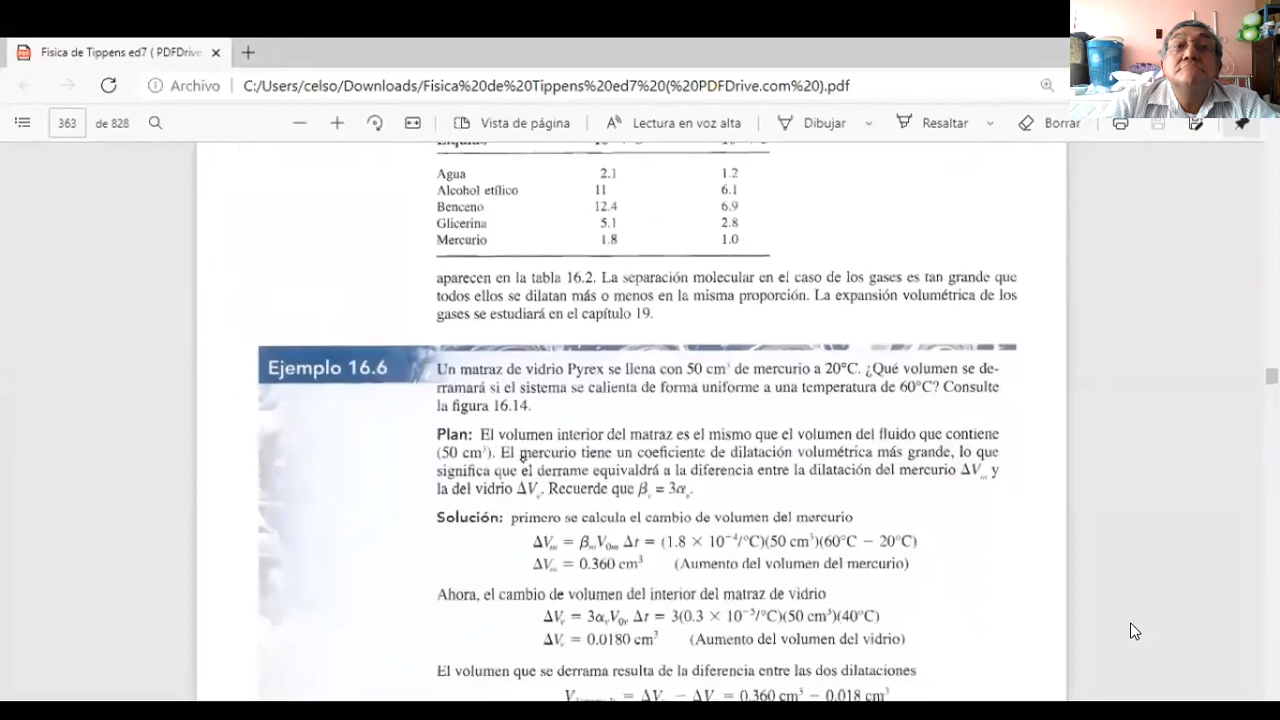 Fisica de Tippens ed7 ( PDFDrive
Archivo
C:/Users/celso/Downloads/Fisica%20de%20Tippens%20ed7%20(%20PDFDrive.com%20).pdf
363
de 828
Vista de página
Lectura en voz alta
Dibujar
Resaltar
Borrar
Agua 2.1 1.2
Alcohol etílico 11 6.1
Benceno 12.4 6.9
Glicerina 5.1 2.8
Mercurio 1.8 1.0
aparecen en la tabla 16.2. La separación molecular en el caso de los gases es tan grande que
todos ellos se dilatan más o menos en la misma proporción. La expansión volumétrica de los
gases se estudiará en el capítulo 19.
Ejemplo 16.6
Un matraz de vidrio Pyrex se llena con 50 cm³ de mercurio a 20°C. ¿Qué volumen se de-
rramará si el sistema se calienta de forma uniforme a una temperatura de 60°C? Consulte
la figura 16.14.
Plan: El volumen interior del matraz es el mismo que el volumen del fluido que contiene
(50 cm³). El mercurio tiene un coeficiente de dilatación volumétrica más grande, lo que
significa que el derrame equivaldrá a la diferencia entre la dilatación del mercurio ΔVₘ y
la del vidrio ΔVᵥ. Recuerde que βᵥ = 3αᵥ.
Solución: primero se calcula el cambio de volumen del mercurio
ΔVₘ = βₘV₀ₘ Δt = (1.8 × 10⁻⁴/°C)(50 cm³)(60°C − 20°C)
ΔVₘ = 0.360 cm³ (Aumento del volumen del mercurio)
Ahora, el cambio de volumen del interior del matraz de vidrio
ΔVᵥ = 3αᵥV₀ᵥ Δt = 3(0.3 × 10⁻⁵/°C)(50 cm³)(40°C)
ΔVᵥ = 0.0180 cm³ (Aumento del volumen del vidrio)
El volumen que se derrama resulta de la diferencia entre las dos dilataciones
= ΔVₘ − ΔVᵥ = 0.360 cm³ − 0.018 cm³